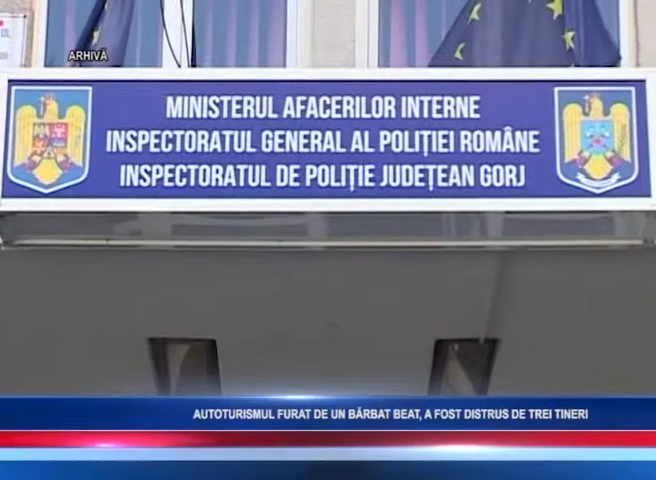 ARHIVĂ
MINISTERUL AFACERILOR INTERNE
INSPECTORATUL GENERAL AL POLIȚIEI ROMÂNE
INSPECTORATUL DE POLIȚIE JUDEȚEAN GORJ
AUTOTURISMUL FURAT DE UN BĂRBAT BEAT, A FOST DISTRUS DE TREI TINERI